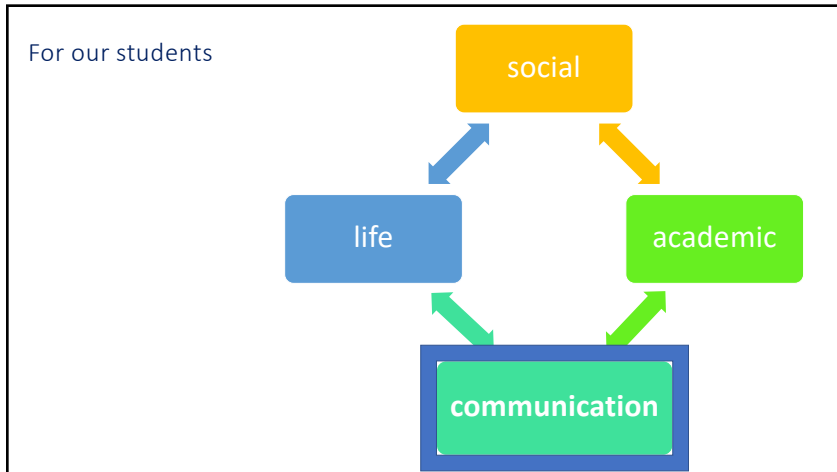 For our students
social
life
academic
communication